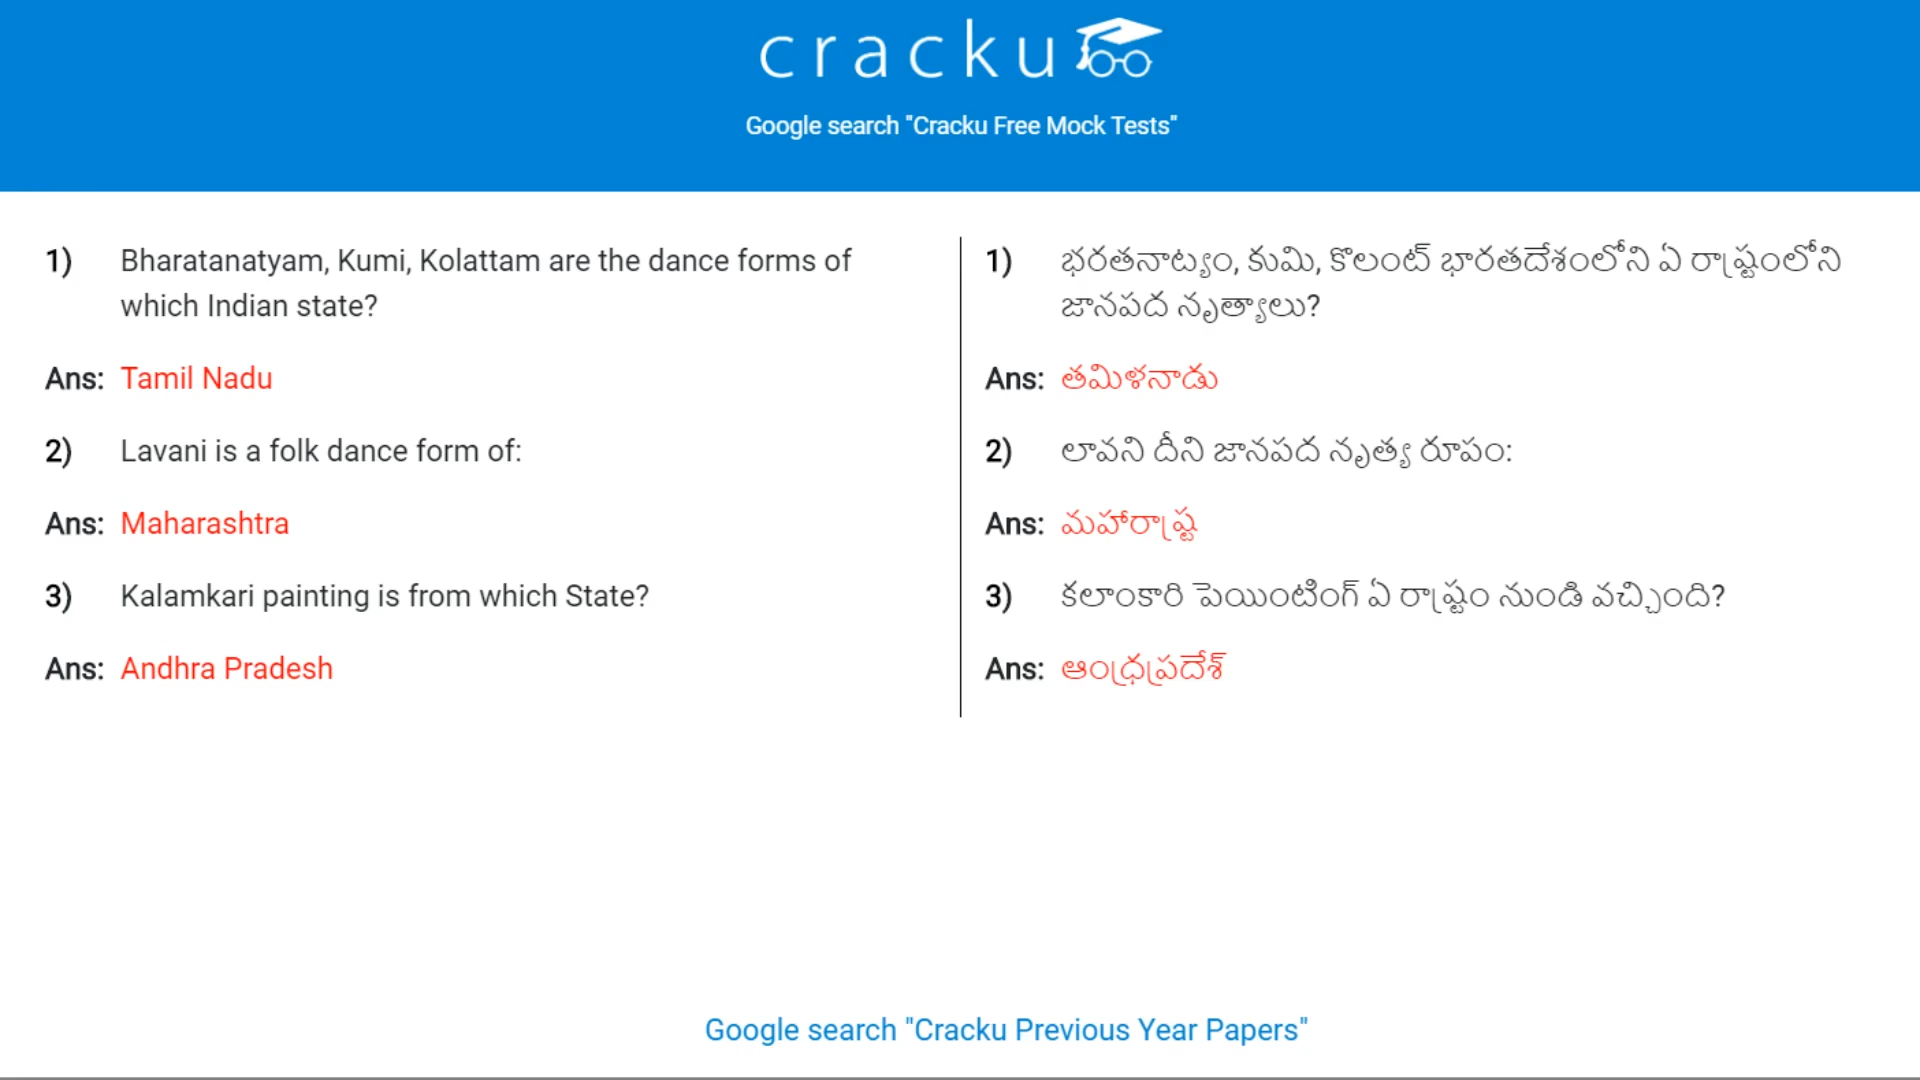 cracku
Google search "Cracku Free Mock Tests"
1) Bharatanatyam, Kumi, Kolattam are the dance forms of
which Indian state?
Ans: Tamil Nadu
2) Lavani is a folk dance form of:
Ans: Maharashtra
3) Kalamkari painting is from which State?
Ans: Andhra Pradesh
1) భరతనాట్యం, కుమి, కొలంట్ భారతదేశంలోని ఏ రాష్ట్రంలోని
జానపద నృత్యాలు?
Ans: తమిళనాడు
2) లావని దీని జానపద నృత్య రూపం:
Ans: మహారాష్ట్ర
3) కలాంకారి పెయింటింగ్ ఏ రాష్ట్రం నుండి వచ్చింది?
Ans: ఆంధ్రప్రదేశ్
Google search "Cracku Previous Year Papers"